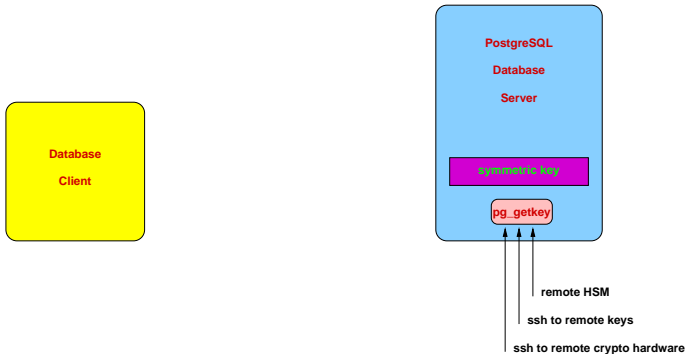 PostgreSQL
Database
Server
Database
Client
symmetric key
pg_getkey
remote HSM
ssh to remote keys
ssh to remote crypto hardware